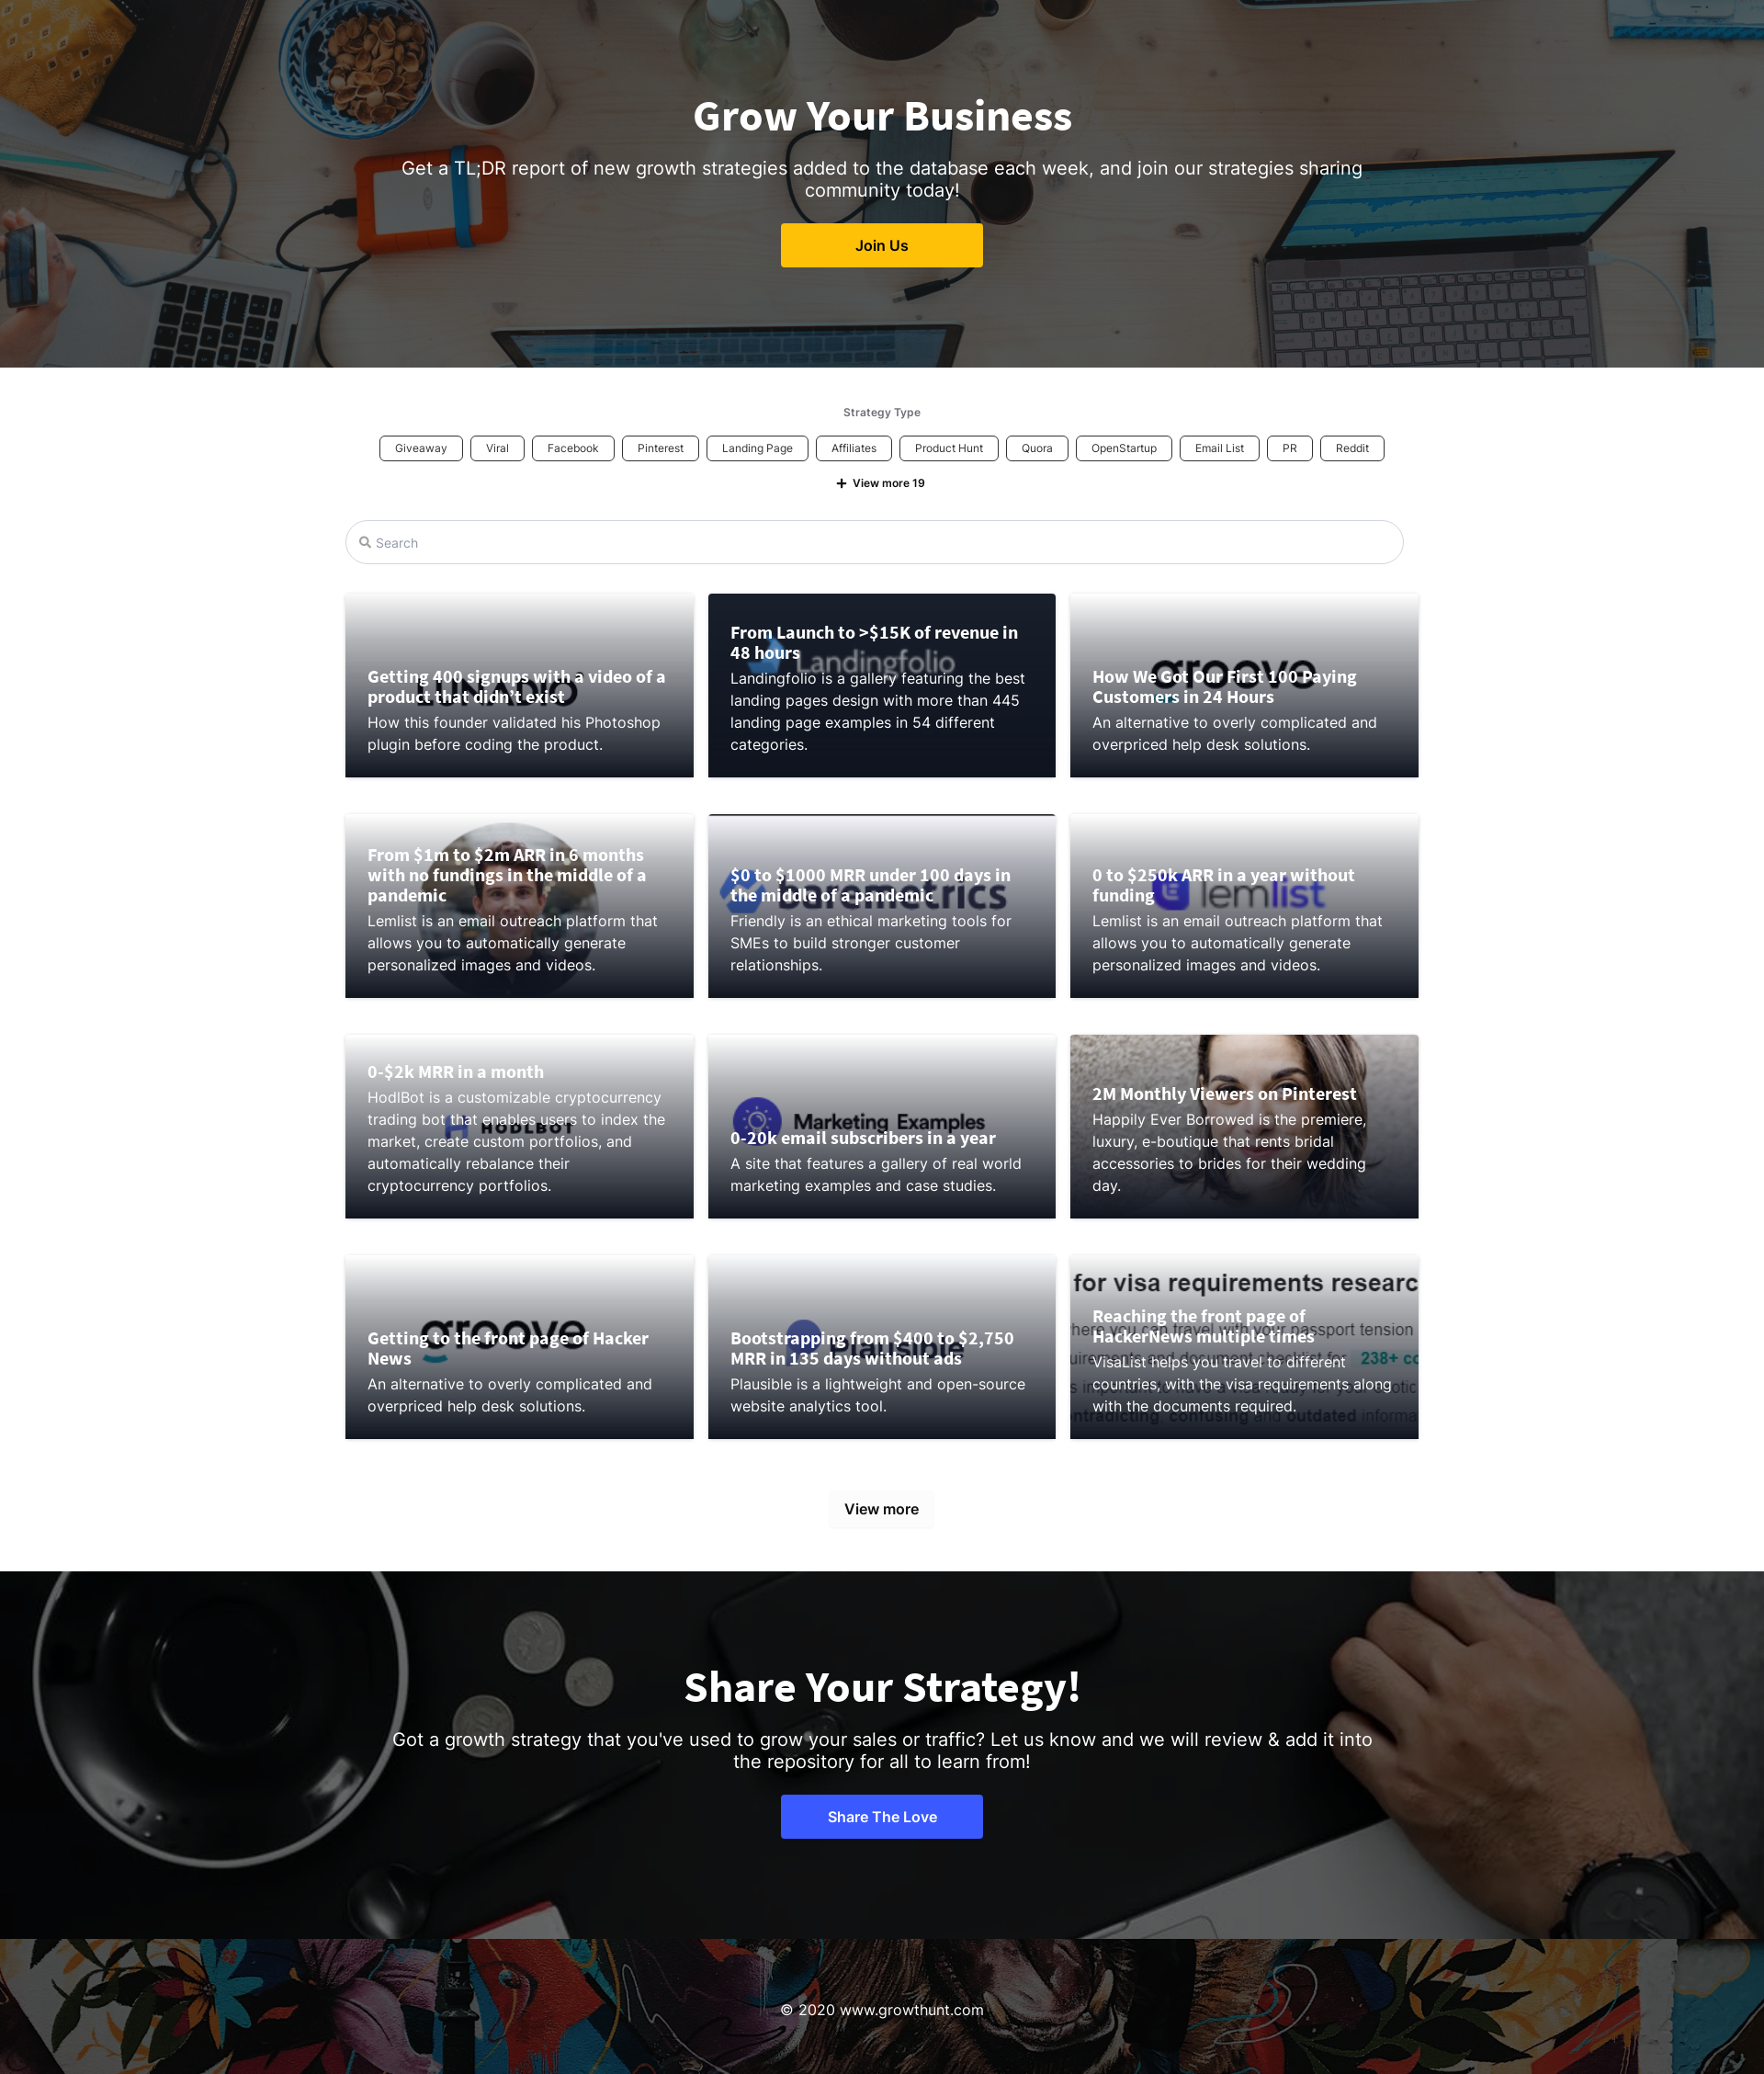 Grow Your Business
Get a TL;DR report of new growth strategies added to the database each week, and join our strategies sharing
community today!
Join Us
Strategy Type
Giveaway Viral Facebook Pinterest Landing Page Affiliates Product Hunt Quora OpenStartup Email List PR Reddit
View more 19
Search
LUNADIO
Getting 400 signups with a video of a
product that didn't exist
How this founder validated his Photoshop
plugin before coding the product.
Landingfolio
From Launch to >$15K of revenue in
48 hours
Landingfolio is a gallery featuring the best
landing pages design with more than 445
landing page examples in 54 different
categories.
groove
How We Got Our First 100 Paying
Customers in 24 Hours
An alternative to overly complicated and
overpriced help desk solutions.
From $1m to $2m ARR in 6 months
with no fundings in the middle of a
pandemic
Lemlist is an email outreach platform that
allows you to automatically generate
personalized images and videos.
baremetrics
$0 to $1000 MRR under 100 days in
the middle of a pandemic
Friendly is an ethical marketing tools for
SMEs to build stronger customer
relationships.
lemlist
0 to $250k ARR in a year without
funding
Lemlist is an email outreach platform that
allows you to automatically generate
personalized images and videos.
HODLBOT
0-$2k MRR in a month
HodlBot is a customizable cryptocurrency
trading bot that enables users to index the
market, create custom portfolios, and
automatically rebalance their
cryptocurrency portfolios.
Marketing Examples
0-20k email subscribers in a year
A site that features a gallery of real world
marketing examples and case studies.
2M Monthly Viewers on Pinterest
Happily Ever Borrowed is the premiere,
luxury, e-boutique that rents bridal
accessories to brides for their wedding
day.
groove
Getting to the front page of Hacker
News
An alternative to overly complicated and
overpriced help desk solutions.
Plausible
Bootstrapping from $400 to $2,750
MRR in 135 days without ads
Plausible is a lightweight and open-source
website analytics tool.
for visa requirements researc
Reaching the front page of
HackerNews multiple times
VisaList helps you travel to different
countries, with the visa requirements along
with the documents required.
View more
Share Your Strategy!
Got a growth strategy that you've used to grow your sales or traffic? Let us know and we will review & add it into
the repository for all to learn from!
Share The Love
© 2020 www.growthunt.com